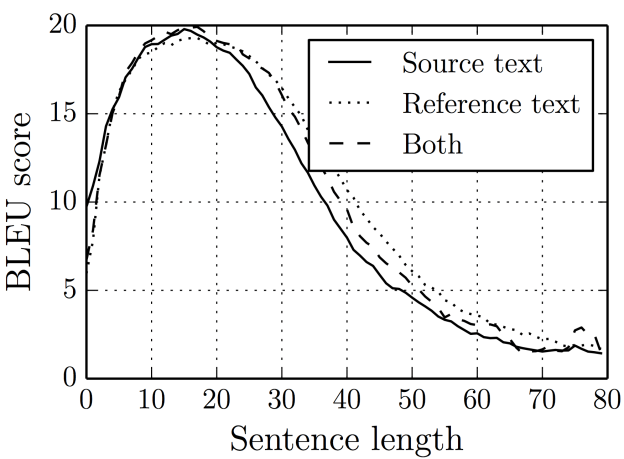 20
15
10
5
0
BLEU score
Source text
Reference text
Both
0 10 20 30 40 50 60 70 80
Sentence length